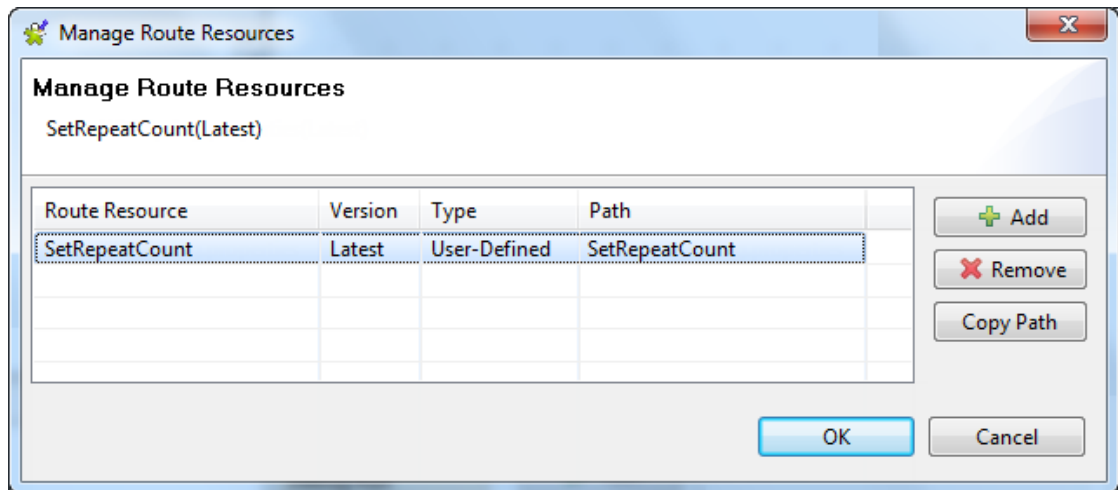 Manage Route Resources
Manage Route Resources
SetRepeatCount(Latest)
Route Resource Version Type Path
SetRepeatCount Latest User-Defined SetRepeatCount
Add
Remove
Copy Path
OK Cancel